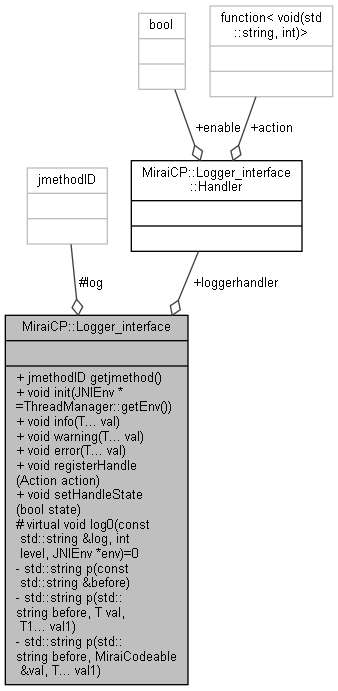 bool
function< void(std
::string, int)>
+enable
+action
jmethodID
MiraiCP::Logger_interface
::Handler
#log
+loggerhandler
MiraiCP::Logger_interface
+ jmethodID getjmethod()
+ void init(JNIEnv *
=ThreadManager::getEnv())
+ void info(T... val)
+ void warning(T... val)
+ void error(T... val)
+ void registerHandle
(Action action)
+ void setHandleState
(bool state)
# virtual void log0(const
std::string &log, int
level, JNIEnv *env)=0
- std::string p(const
std::string &before)
- std::string p(std::
string before, T val,
T1... val1)
- std::string p(std::
string before, MiraiCodeable
&val, T... val1)